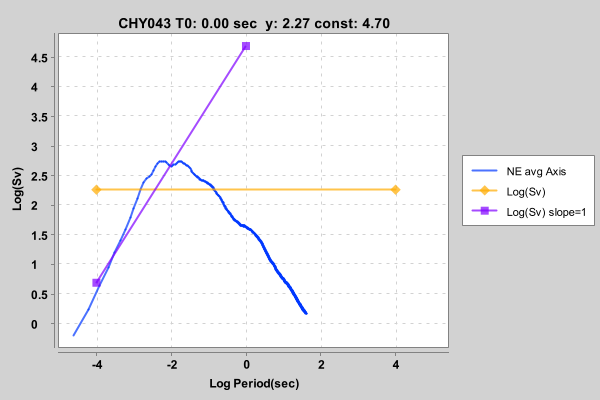 CHY043 T0: 0.00 sec  y: 2.27 const: 4.70
4.5
4
3.5
3
2.5
2
1.5
1
0.5
0
Log(Sv)
-4 -2 0 2 4
Log Period(sec)
NE avg Axis
Log(Sv)
Log(Sv) slope=1